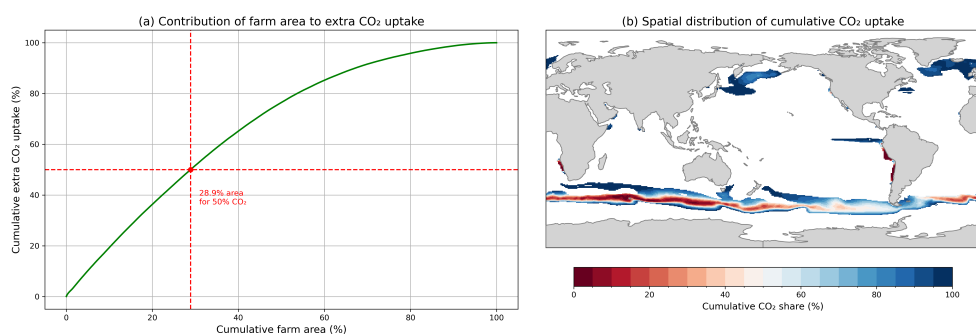 (a) Contribution of farm area to extra CO₂ uptake
Cumulative extra CO₂ uptake (%)
100
80
60
40
20
0
28.9% area
for 50% CO₂
0 20 40 60 80 100
Cumulative farm area (%)
(b) Spatial distribution of cumulative CO₂ uptake
0 20 40 60 80 100
Cumulative CO₂ share (%)